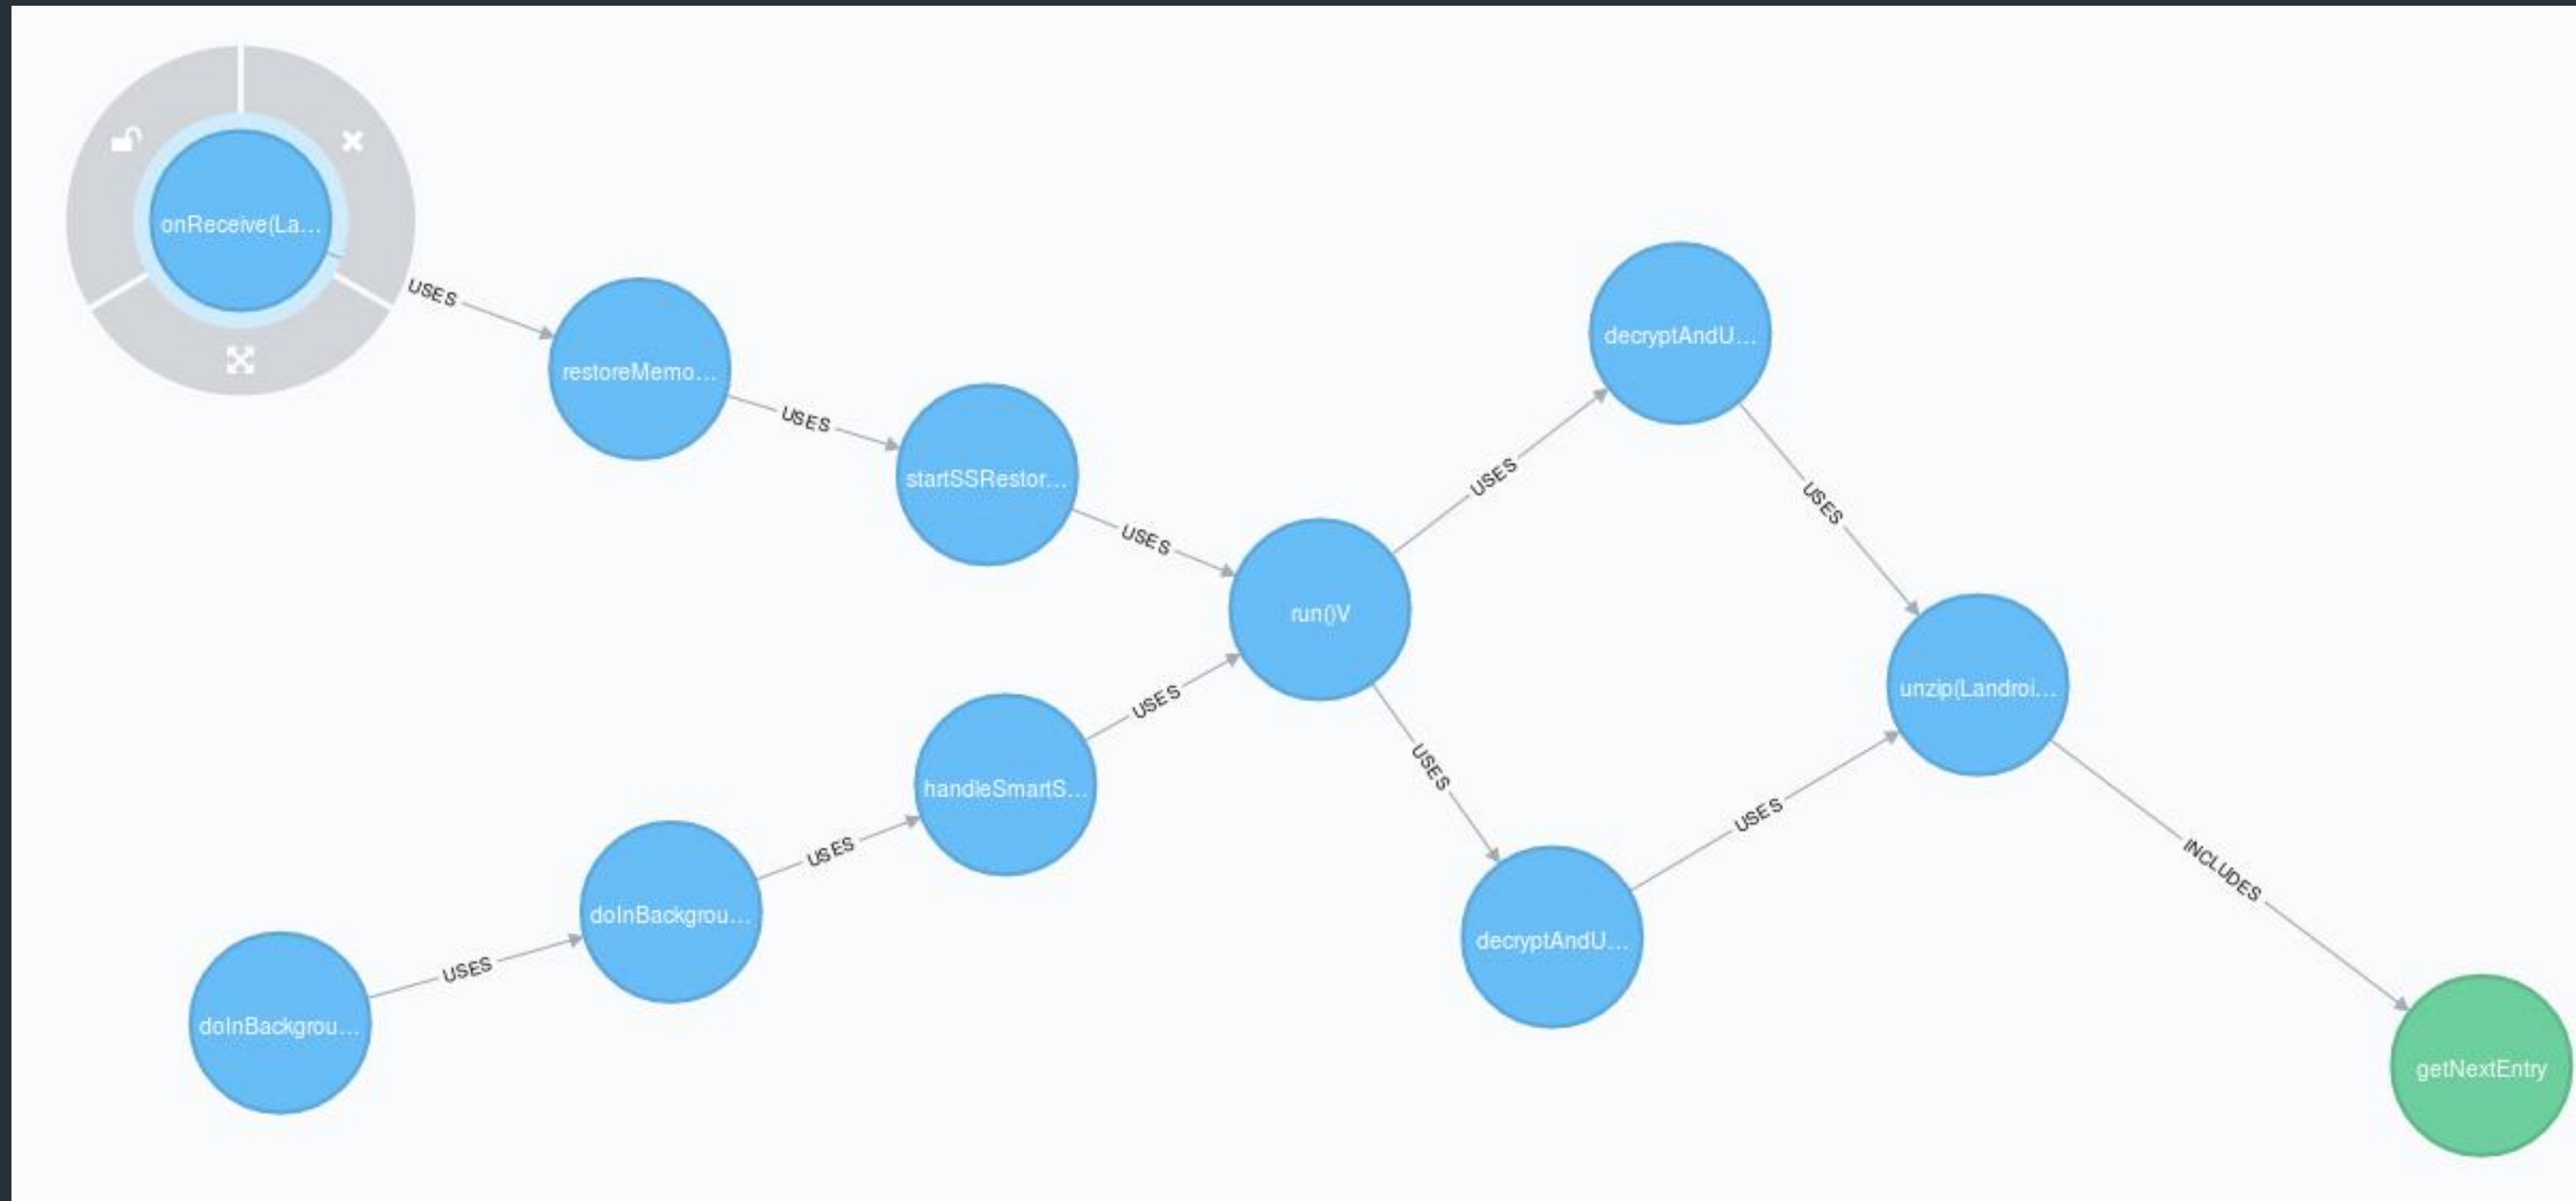 onReceive(La...
USES
restoreMemo...
USES
startSSRestor...
USES
run()V
USES
decryptAndU...
USES
unzip(Landroi...
handleSmartS...
USES
USES
USES
doInBackgrou...
USES
doInBackgrou...
USES
decryptAndU...
INCLUDES
getNextEntry